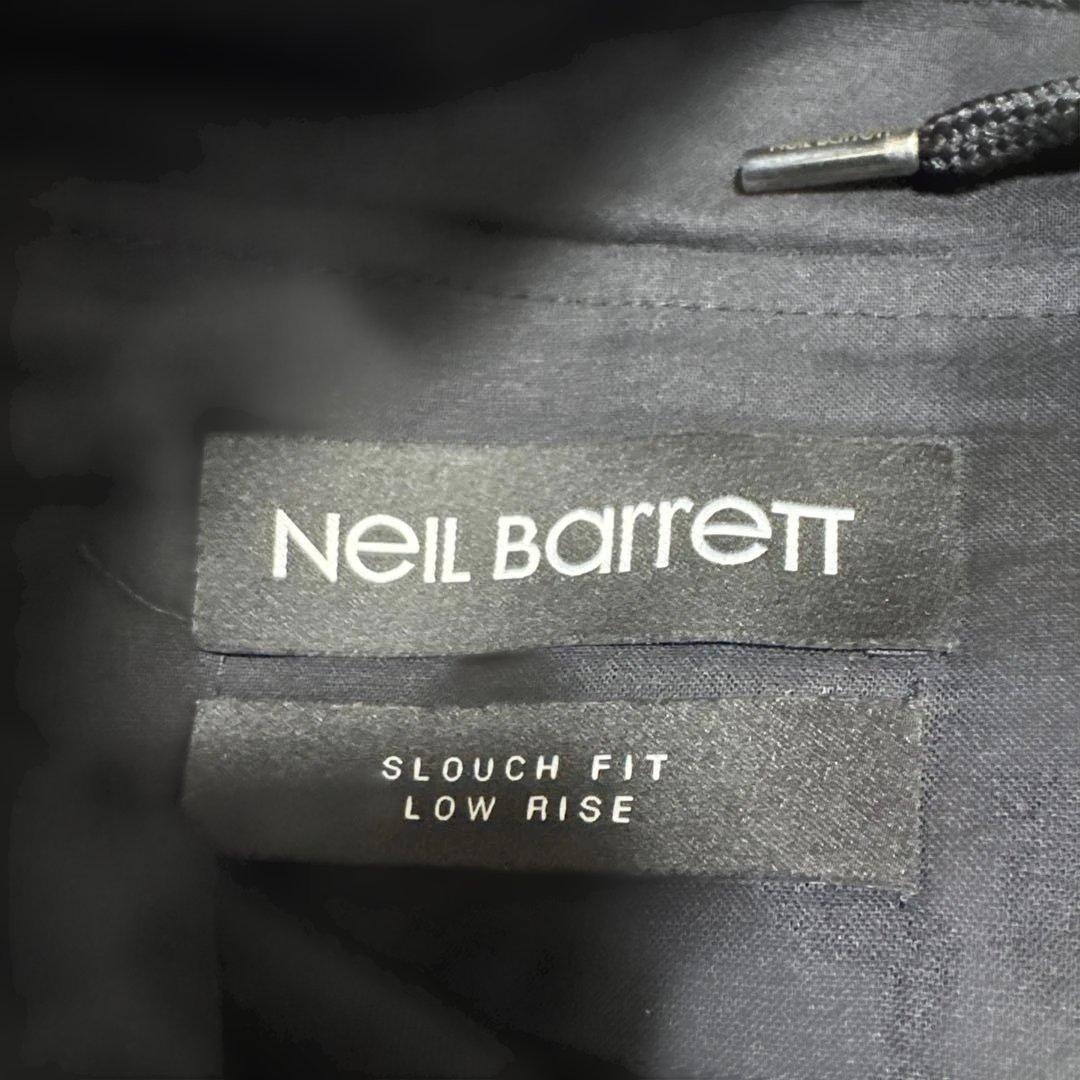 NeIL BarreTT
SLOUCH FIT
LOW RISE